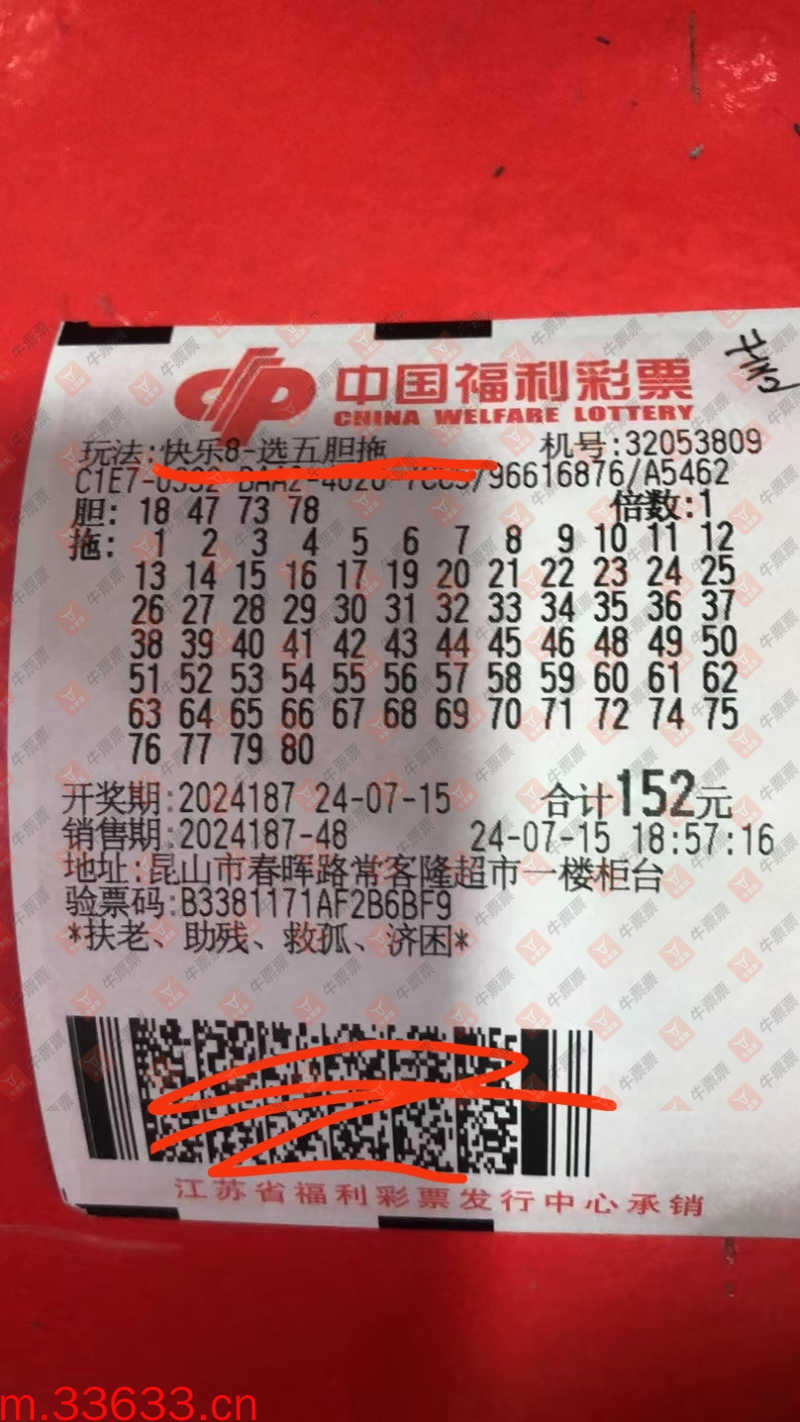 中国福利彩票
CHINA WELFARE LOTTERY
玩法:快乐8-选五胆拖 机号:32053809
C1E7- /96616876/A5462
胆: 18 47 73 78 倍数:1
拖: 1 2 3 4 5 6 7 8 9 10 11 12
13 14 15 16 17 19 20 21 22 23 24 25
26 27 28 29 30 31 32 33 34 35 36 37
38 39 40 41 42 43 44 45 46 48 49 50
51 52 53 54 55 56 57 58 59 60 61 62
63 64 65 66 67 68 69 70 71 72 74 75
76 77 79 80
开奖期:2024187 24-07-15 合计152元
销售期:2024187-48 24-07-15 18:57:16
地址:昆山市春晖路常客隆超市一楼柜台
验票码:B3381171AF2B6BF9
*扶老、助残、救孤、济困*
江苏省福利彩票发行中心承销
牛票票
m.33633.cn